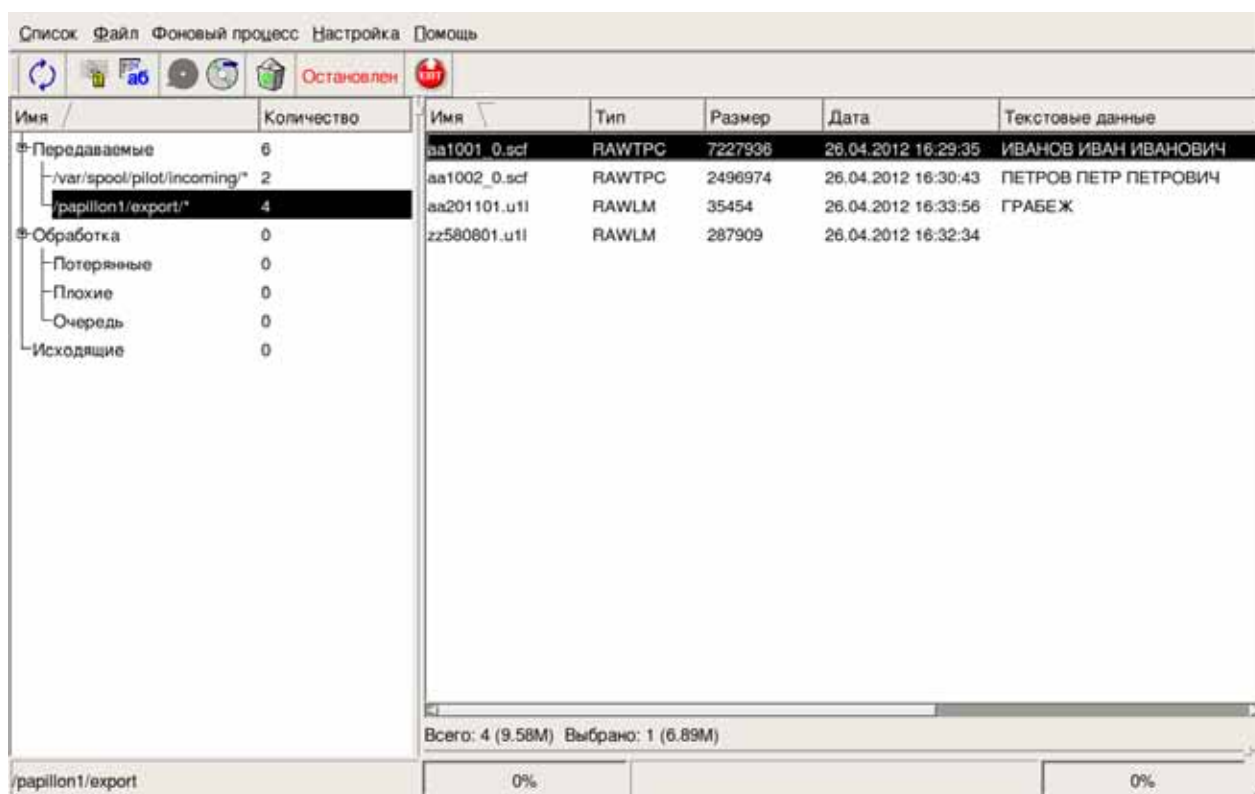 Список Файл Фоновый процесс Настройка Помощь
аб Остановлен EXIT
Имя Количество
Передаваемые 6
/var/spool/pilot/incoming/* 2
/papillon1/export/* 4
Обработка 0
Потерянные 0
Плохие 0
Очередь 0
Исходящие 0
Имя Тип Размер Дата Текстовые данные
aa1001_0.scf RAWTPC 7227936 26.04.2012 16:29:35 ИВАНОВ ИВАН ИВАНОВИЧ
aa1002_0.scf RAWTPC 2496974 26.04.2012 16:30:43 ПЕТРОВ ПЕТР ПЕТРОВИЧ
aa201101.u1l RAWLM 35454 26.04.2012 16:33:56 ГРАБЕЖ
zz580801.u1l RAWLM 287909 26.04.2012 16:32:34
Всего: 4 (9.58M) Выбрано: 1 (6.89M)
/papillon1/export 0% 0%